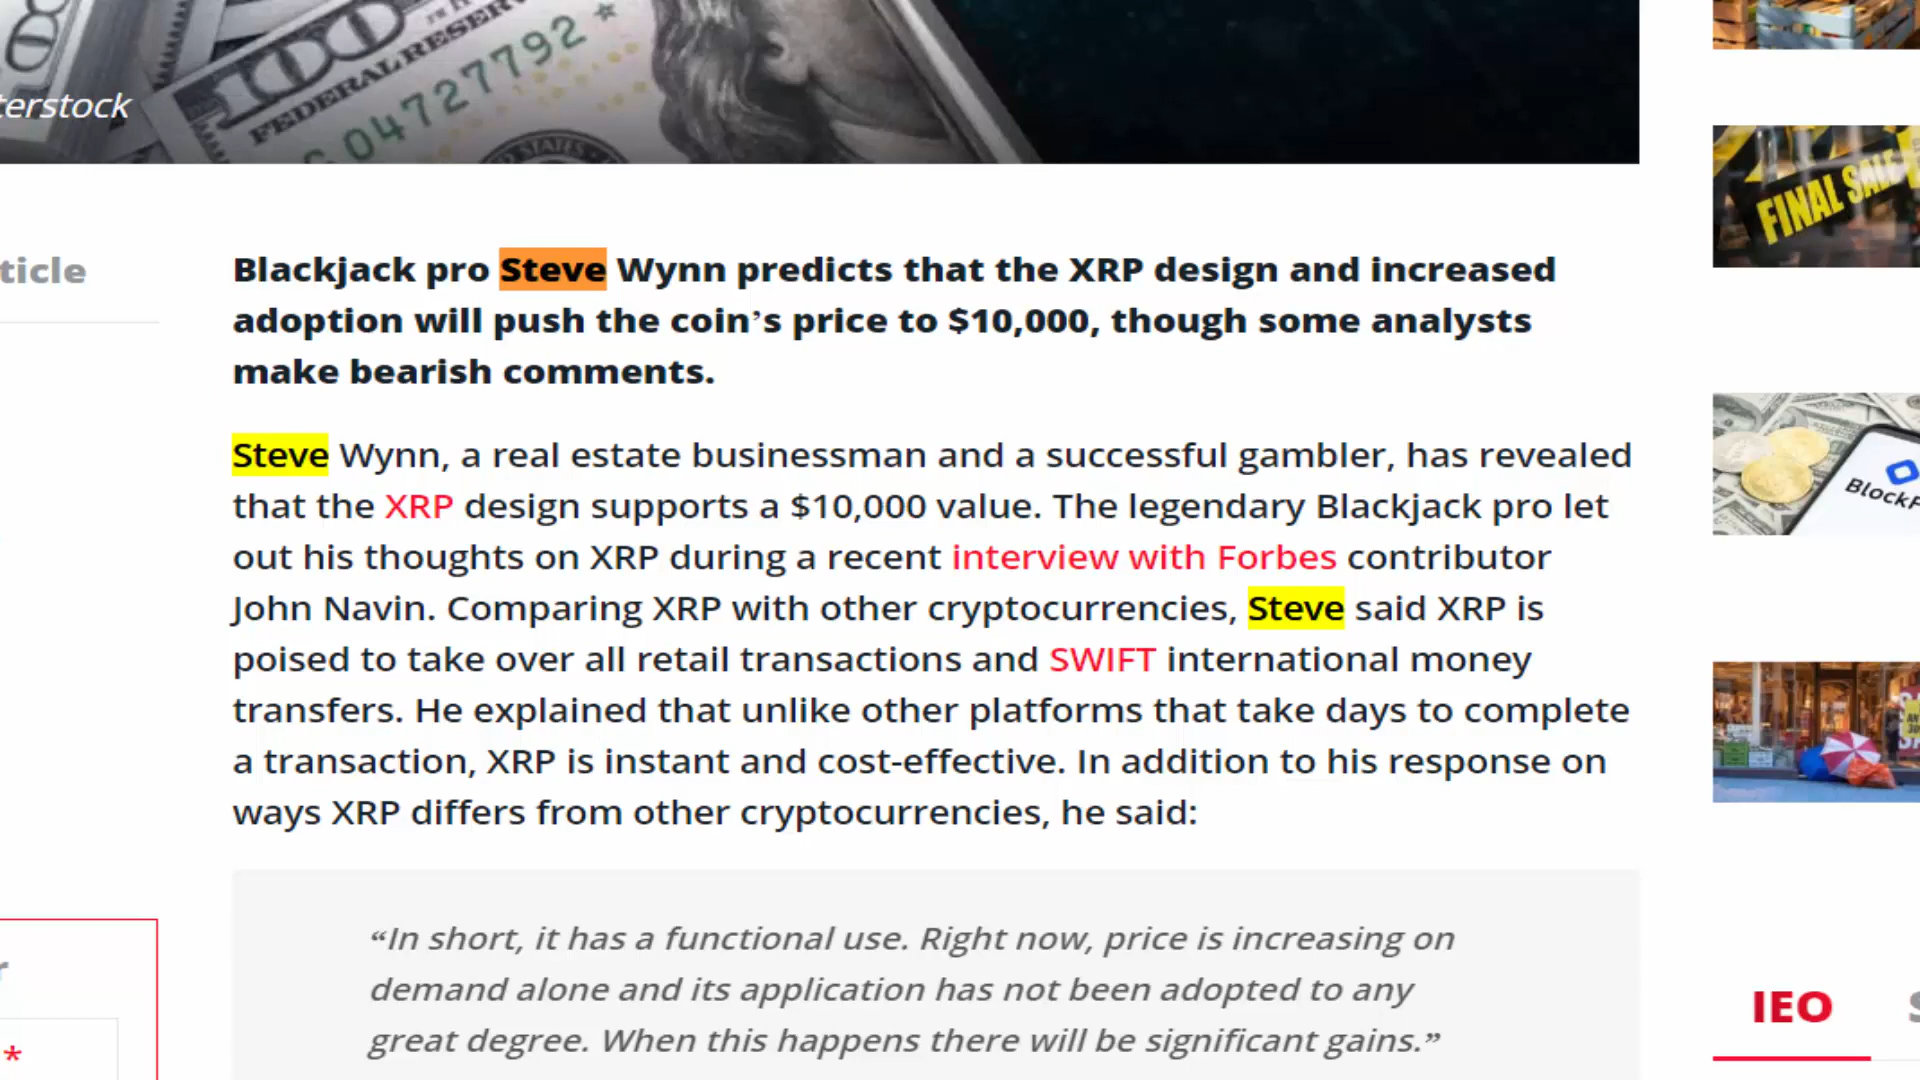 100
FEDERAL RESERVE
04727792
terstock
FINAL SALE
ticle
Blackjack pro Steve Wynn predicts that the XRP design and increased
adoption will push the coin’s price to $10,000, though some analysts
make bearish comments.
Steve Wynn, a real estate businessman and a successful gambler, has revealed
that the XRP design supports a $10,000 value. The legendary Blackjack pro let
out his thoughts on XRP during a recent interview with Forbes contributor
John Navin. Comparing XRP with other cryptocurrencies, Steve said XRP is
poised to take over all retail transactions and SWIFT international money
transfers. He explained that unlike other platforms that take days to complete
a transaction, XRP is instant and cost-effective. In addition to his response on
ways XRP differs from other cryptocurrencies, he said:
BlockF
“In short, it has a functional use. Right now, price is increasing on
demand alone and its application has not been adopted to any
great degree. When this happens there will be significant gains.”
r
*
IEO
S